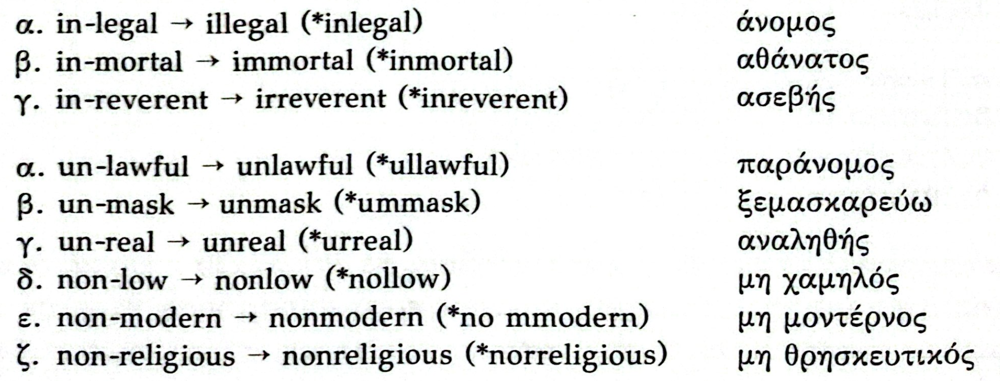 α. in-legal → illegal (*inlegal) άνομος
β. in-mortal → immortal (*inmortal) αθάνατος
γ. in-reverent → irreverent (*inreverent) ασεβής
α. un-lawful → unlawful (*ullawful) παράνομος
β. un-mask → unmask (*ummask) ξεμασκαρεύω
γ. un-real → unreal (*urreal) αναληθής
δ. non-low → nonlow (*nollow) μη χαμηλός
ε. non-modern → nonmodern (*no mmodern) μη μοντέρνος
ζ. non-religious → nonreligious (*norreligious) μη θρησκευτικός